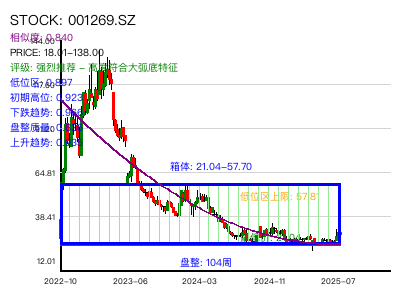 STOCK: 001269.SZ
相似度: 0.840
PRICE: 18.01–138.00
评级: 强烈推荐 – 高度符合大弧底特征
低位区: 0.897
初期高位: 0.923
下跌趋势:
盘整质量:
上升趋势:
箱体: 21.04–57.70
低位区上限: 57.8
64.81
38.41
12.01
盘整: 104周
2022–10
2023–06
2024–03
2024–11
2025–07